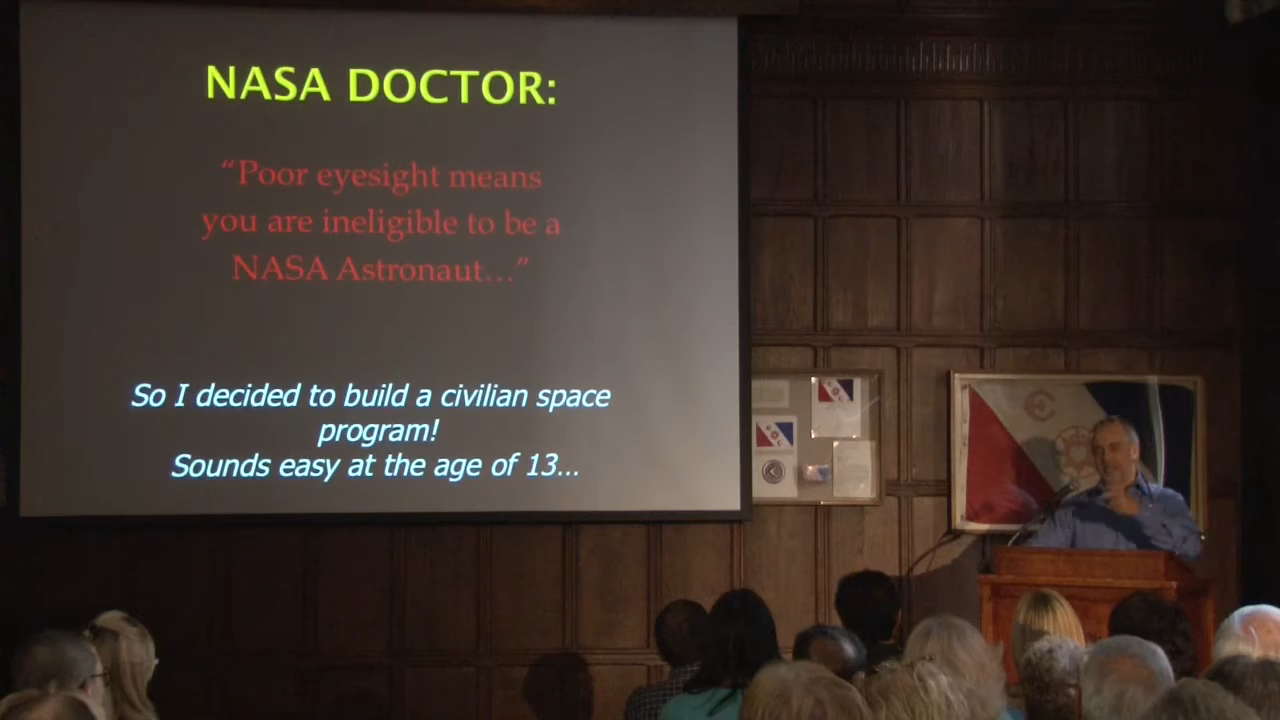 NASA DOCTOR:
“Poor eyesight means
you are ineligible to be a
NASA Astronaut…”
So I decided to build a civilian space
program!
Sounds easy at the age of 13…